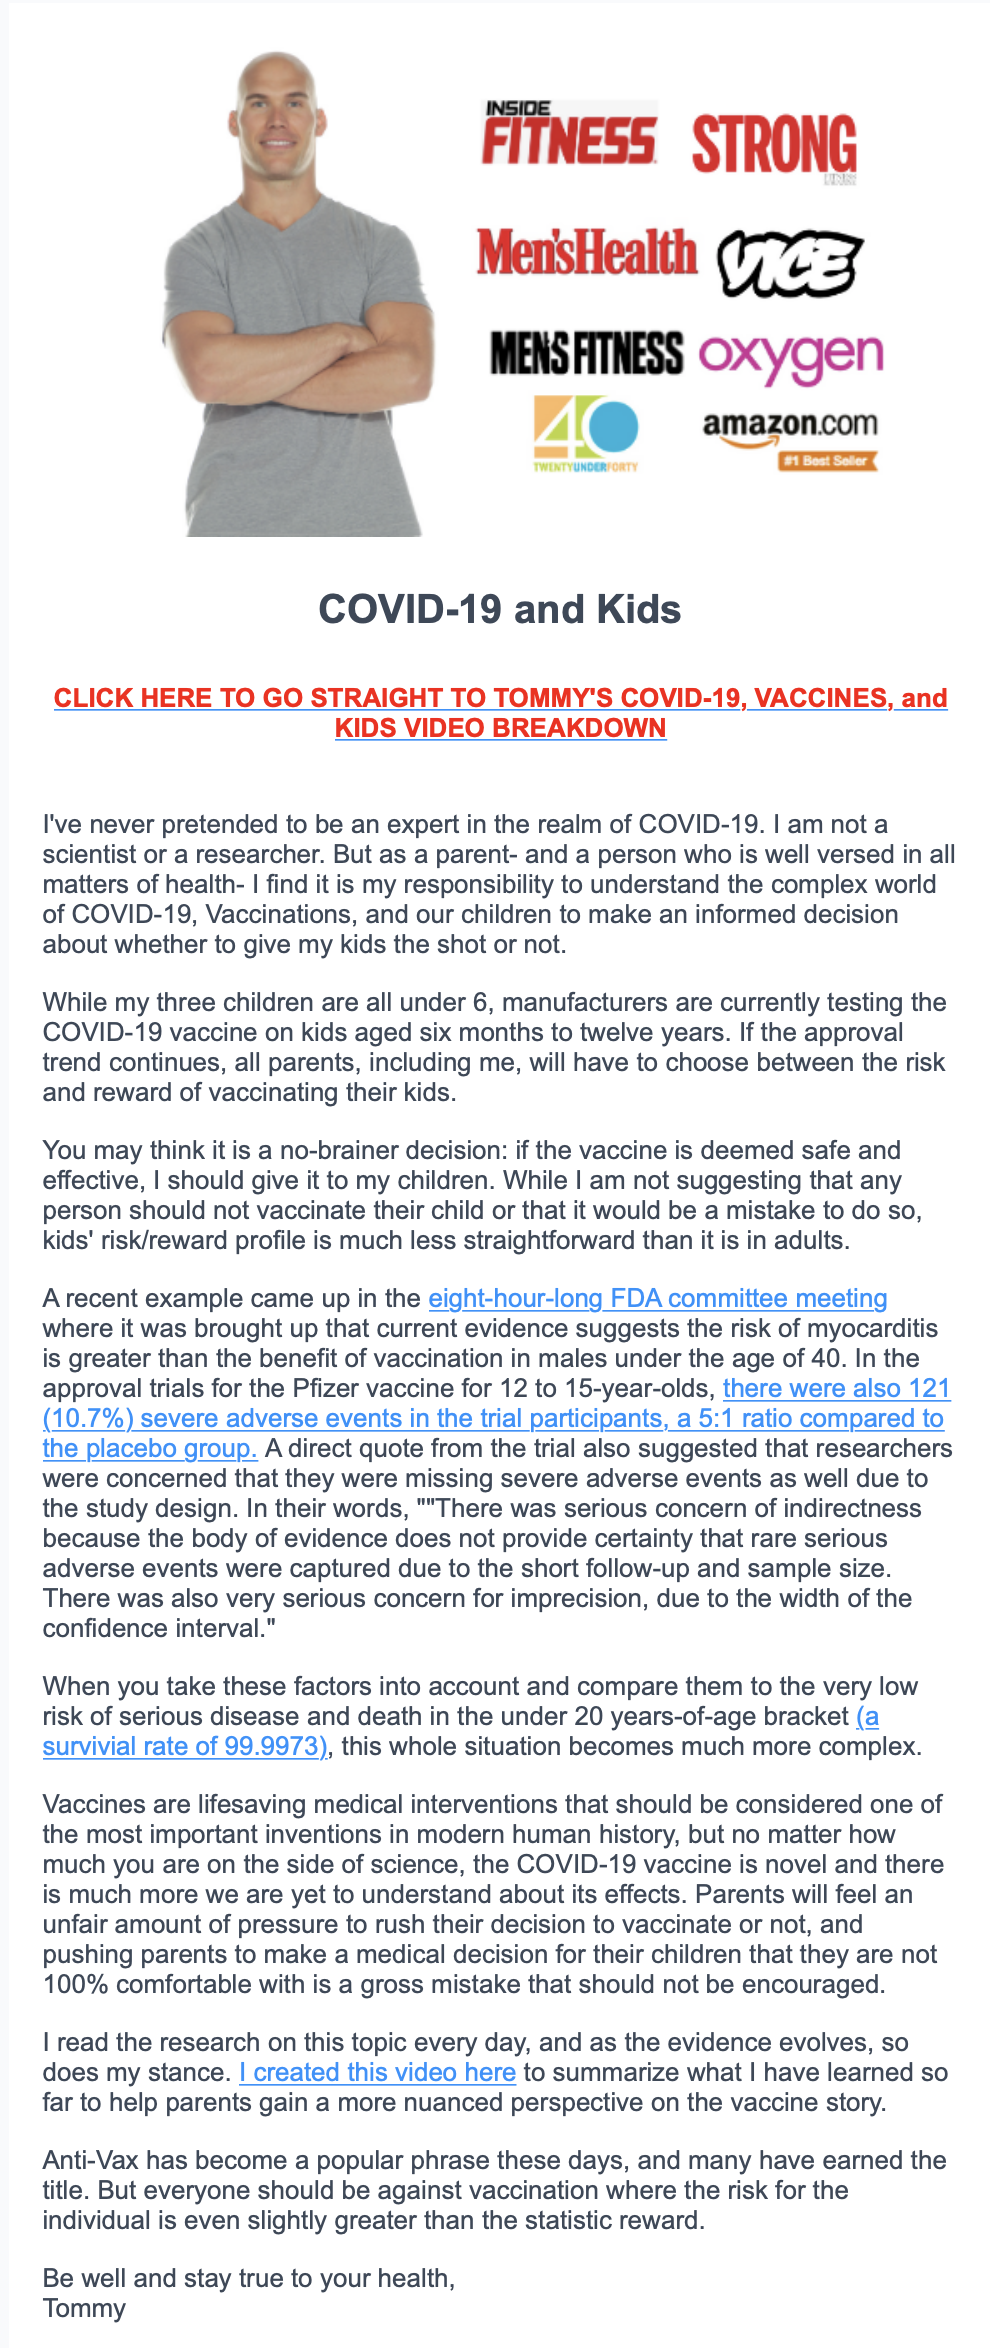 INSIDE
FITNESS
STRONG
FITNESS
Men'sHealth
VICE
MEN'S FITNESS
oxygen
40
TWENTYUNDERFORTY
amazon.com
#1 Best Seller
COVID-19 and Kids
CLICK HERE TO GO STRAIGHT TO TOMMY'S COVID-19, VACCINES, and
KIDS VIDEO BREAKDOWN
I've never pretended to be an expert in the realm of COVID-19. I am not a
scientist or a researcher. But as a parent- and a person who is well versed in all
matters of health- I find it is my responsibility to understand the complex world
of COVID-19, Vaccinations, and our children to make an informed decision
about whether to give my kids the shot or not.
While my three children are all under 6, manufacturers are currently testing the
COVID-19 vaccine on kids aged six months to twelve years. If the approval
trend continues, all parents, including me, will have to choose between the risk
and reward of vaccinating their kids.
You may think it is a no-brainer decision: if the vaccine is deemed safe and
effective, I should give it to my children. While I am not suggesting that any
person should not vaccinate their child or that it would be a mistake to do so,
kids' risk/reward profile is much less straightforward than it is in adults.
A recent example came up in the eight-hour-long FDA committee meeting
where it was brought up that current evidence suggests the risk of myocarditis
is greater than the benefit of vaccination in males under the age of 40. In the
approval trials for the Pfizer vaccine for 12 to 15-year-olds, there were also 121
(10.7%) severe adverse events in the trial participants, a 5:1 ratio compared to
the placebo group. A direct quote from the trial also suggested that researchers
were concerned that they were missing severe adverse events as well due to
the study design. In their words, ""There was serious concern of indirectness
because the body of evidence does not provide certainty that rare serious
adverse events were captured due to the short follow-up and sample size.
There was also very serious concern for imprecision, due to the width of the
confidence interval."
When you take these factors into account and compare them to the very low
risk of serious disease and death in the under 20 years-of-age bracket (a
survivial rate of 99.9973), this whole situation becomes much more complex.
Vaccines are lifesaving medical interventions that should be considered one of
the most important inventions in modern human history, but no matter how
much you are on the side of science, the COVID-19 vaccine is novel and there
is much more we are yet to understand about its effects. Parents will feel an
unfair amount of pressure to rush their decision to vaccinate or not, and
pushing parents to make a medical decision for their children that they are not
100% comfortable with is a gross mistake that should not be encouraged.
I read the research on this topic every day, and as the evidence evolves, so
does my stance. I created this video here to summarize what I have learned so
far to help parents gain a more nuanced perspective on the vaccine story.
Anti-Vax has become a popular phrase these days, and many have earned the
title. But everyone should be against vaccination where the risk for the
individual is even slightly greater than the statistic reward.
Be well and stay true to your health,
Tommy